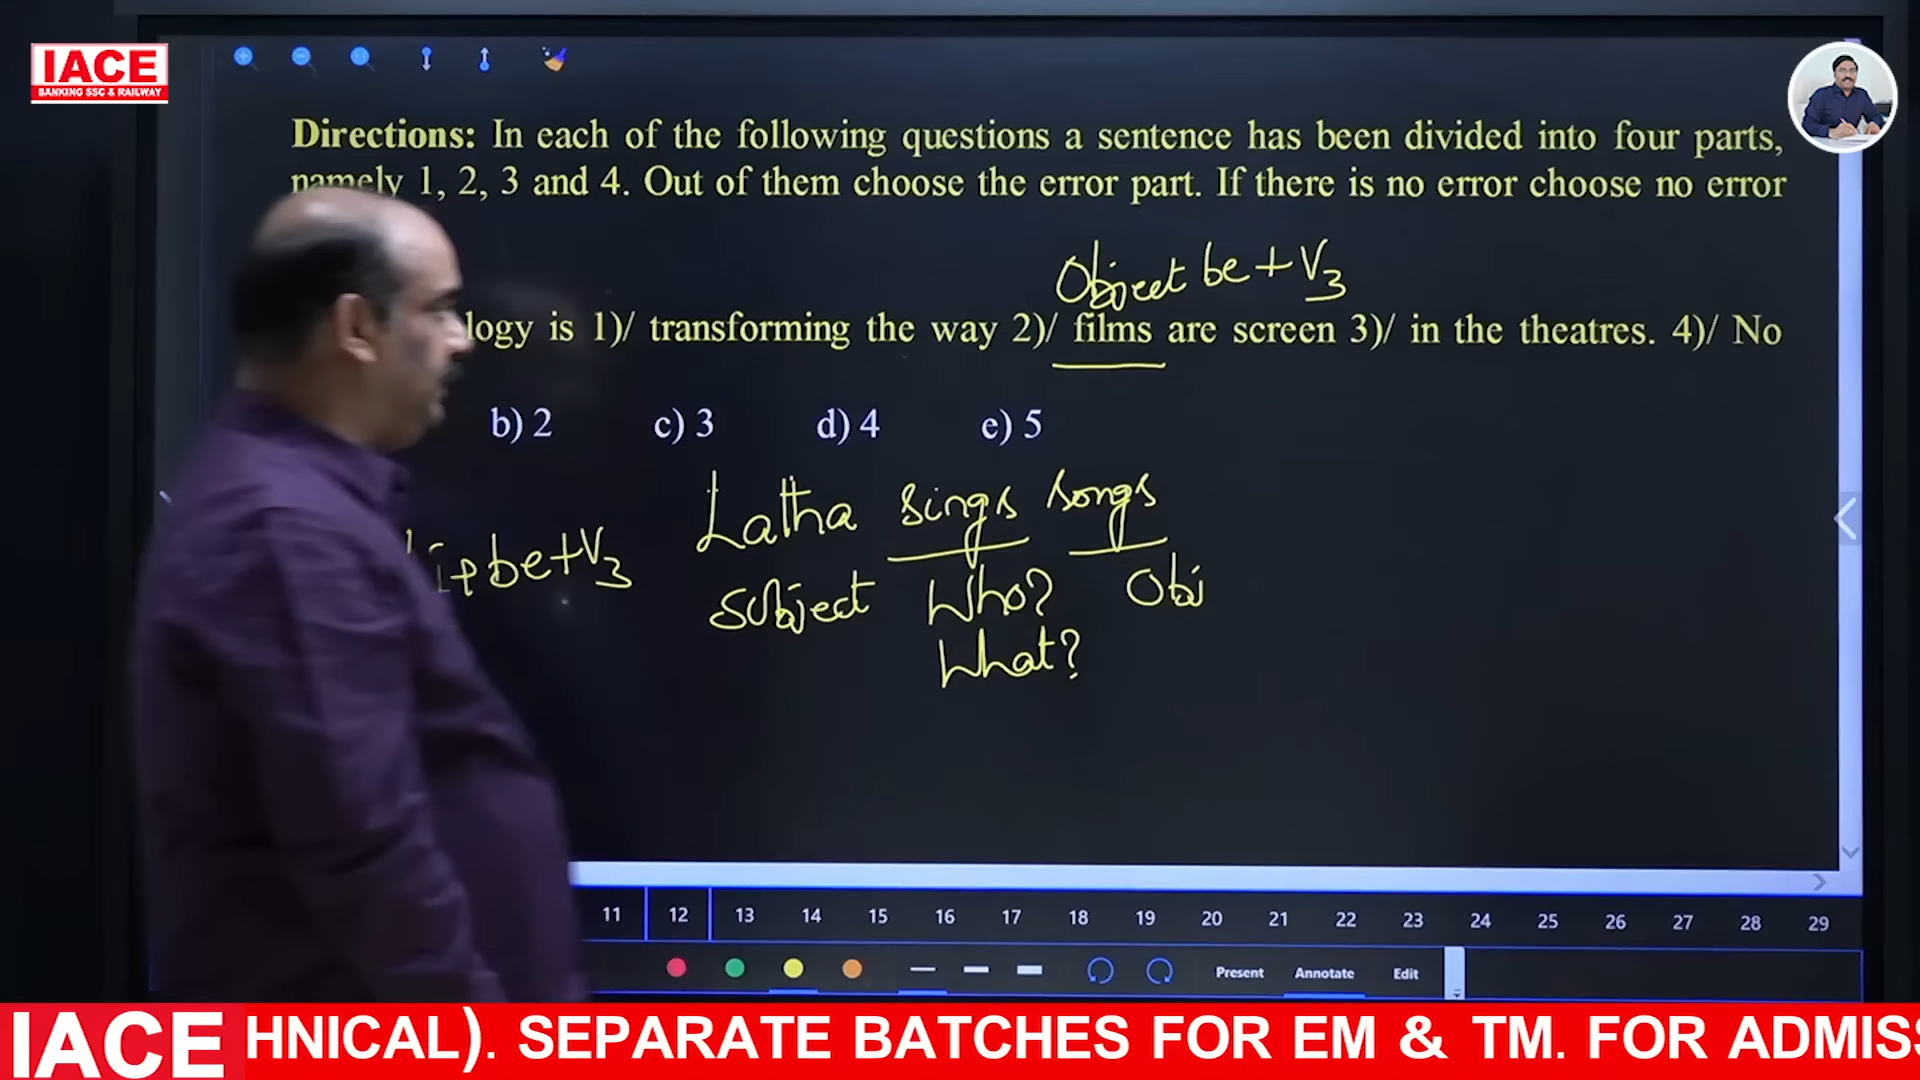 IACE
BANKING SSC & RAILWAY
Directions: In each of the following questions a sentence has been divided into four parts,
namely 1, 2, 3 and 4. Out of them choose the error part. If there is no error choose no error
Object be + V3
logy is 1)/ transforming the way 2)/ films are screen 3)/ in the theatres. 4)/ No
b) 2 c) 3 d) 4 e) 5
Latha sings songs
be + V3
Subject Who? Obj
What?
11 12 13 14 15 16 17 18 19 20 21 22 23 24 25 26 27 28 29
Present Annotate Edit
IACE HNICAL). SEPARATE BATCHES FOR EM & TM. FOR ADMISS